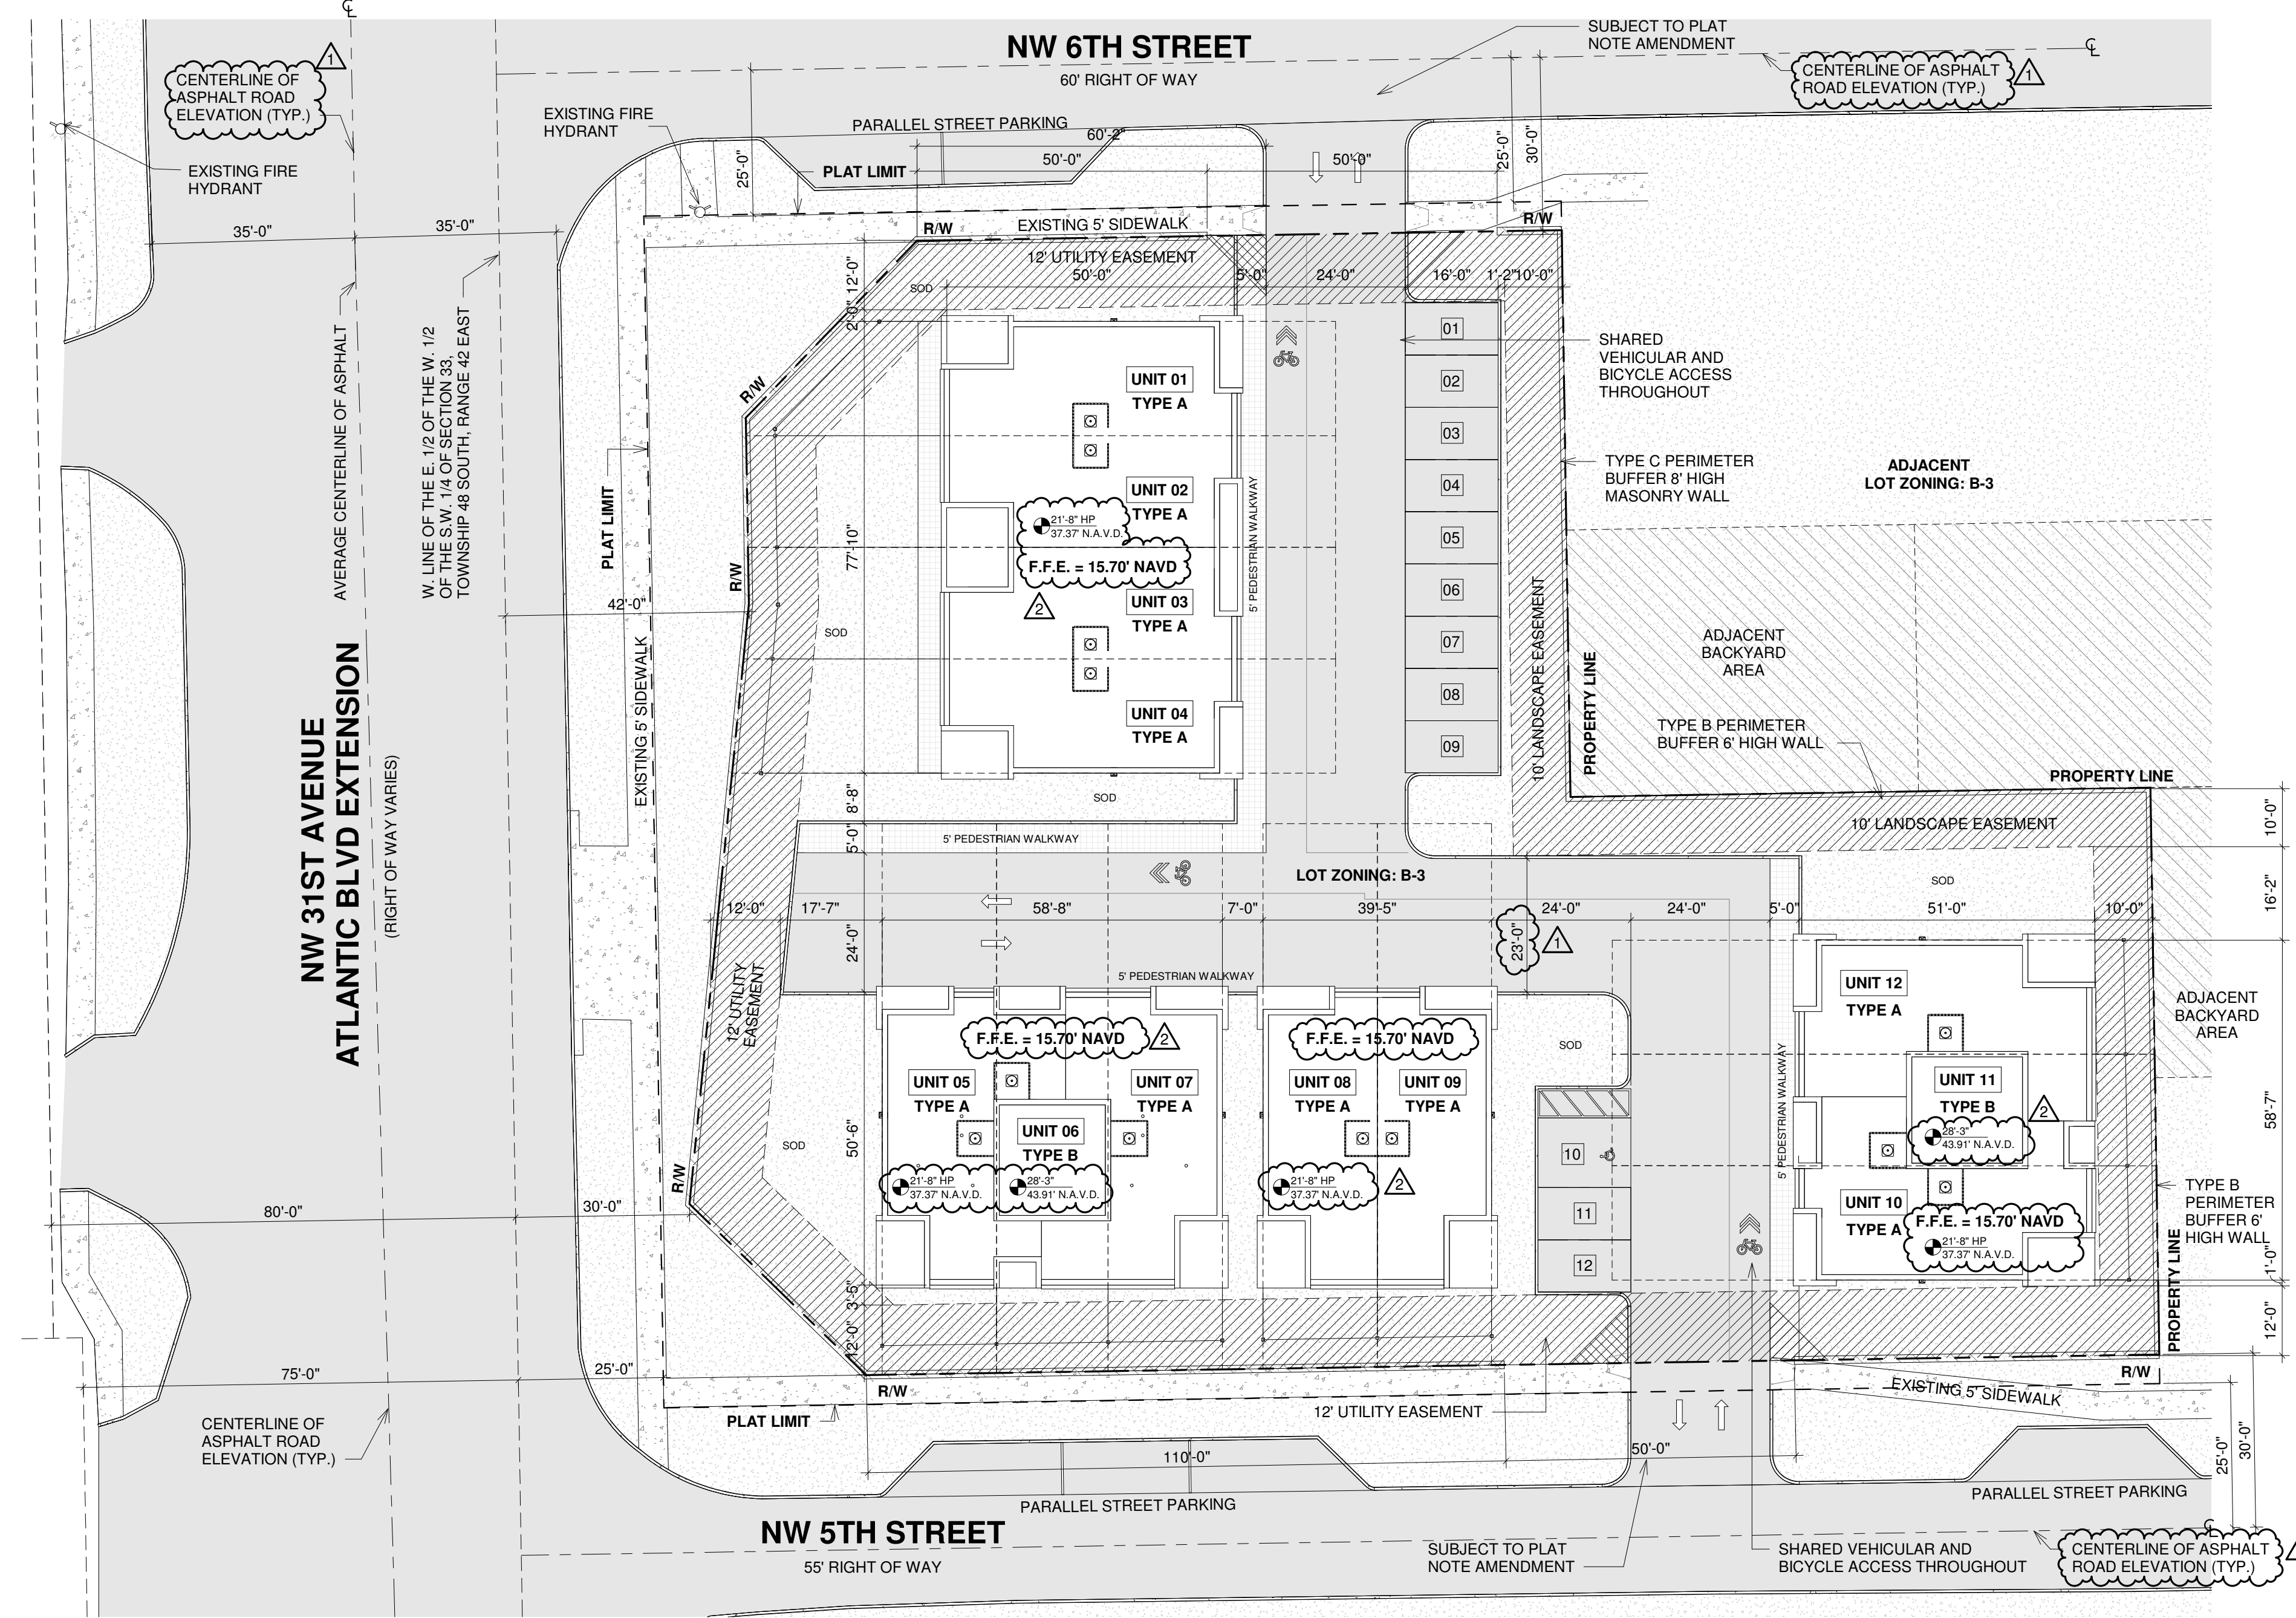 ℄
NW 6TH STREET
60' RIGHT OF WAY
SUBJECT TO PLAT
NOTE AMENDMENT
℄
CENTERLINE OF ASPHALT
ROAD ELEVATION (TYP.)
1
CENTERLINE OF
ASPHALT ROAD
ELEVATION (TYP.)
1
EXISTING FIRE
HYDRANT
EXISTING FIRE
HYDRANT
PARALLEL STREET PARKING
60'-2"
50'-0"
50'-0"
PLAT LIMIT
25'-0"
25'-0"
30'-0"
35'-0"
35'-0"
R/W
EXISTING 5' SIDEWALK
R/W
12' UTILITY EASEMENT
50'-0"
5'-0"
24'-0"
16'-0"
1'-2"
10'-0"
12'-0"
2'-0"
SOD
AVERAGE CENTERLINE OF ASPHALT
W. LINE OF THE E. 1/2 OF THE W. 1/2
OF THE S.W. 1/4 OF SECTION 33,
TOWNSHIP 48 SOUTH, RANGE 42 EAST
R/W
PLAT LIMIT
R/W
42'-0"
EXISTING 5' SIDEWALK
77'-10"
SOD
UNIT 01
TYPE A
UNIT 02
TYPE A
21'-8" HP
37.37' N.A.V.D.
F.F.E. = 15.70' NAVD
2
UNIT 03
TYPE A
UNIT 04
TYPE A
5' PEDESTRIAN WALKWAY
01
02
03
04
05
06
07
08
09
SHARED
VEHICULAR AND
BICYCLE ACCESS
THROUGHOUT
TYPE C PERIMETER
BUFFER 8' HIGH
MASONRY WALL
ADJACENT
LOT ZONING: B-3
10' LANDSCAPE EASEMENT
PROPERTY LINE
ADJACENT
BACKYARD
AREA
TYPE B PERIMETER
BUFFER 6' HIGH WALL
PROPERTY LINE
10' LANDSCAPE EASEMENT
10'-0"
16'-2"
NW 31ST AVENUE
ATLANTIC BLVD EXTENSION
(RIGHT OF WAY VARIES)
SOD
8'-8"
5'-0"
5' PEDESTRIAN WALKWAY
LOT ZONING: B-3
SOD
12'-0"
17'-7"
58'-8"
7'-0"
39'-5"
24'-0"
24'-0"
5'-0"
51'-0"
10'-0"
24'-0"
23'-0"
1
5' PEDESTRIAN WALKWAY
12' UTILITY
EASEMENT
F.F.E. = 15.70' NAVD
2
F.F.E. = 15.70' NAVD
SOD
UNIT 05
TYPE A
UNIT 07
TYPE A
UNIT 08
TYPE A
UNIT 09
TYPE A
UNIT 06
TYPE B
SOD
50'-6"
21'-8" HP
37.37' N.A.V.D.
28'-3"
43.91' N.A.V.D.
21'-8" HP
37.37' N.A.V.D.
2
10
11
12
5' PEDESTRIAN WALKWAY
UNIT 12
TYPE A
UNIT 11
TYPE B
2
28'-3"
43.91' N.A.V.D.
UNIT 10
TYPE A
F.F.E. = 15.70' NAVD
21'-8" HP
37.37' N.A.V.D.
ADJACENT
BACKYARD
AREA
58'-7"
TYPE B
PERIMETER
BUFFER 6'
HIGH WALL
1'-0"
12'-0"
PROPERTY LINE
R/W
80'-0"
30'-0"
3'-5"
12'-0"
75'-0"
25'-0"
R/W
PLAT LIMIT
12' UTILITY EASEMENT
R/W
EXISTING 5' SIDEWALK
CENTERLINE OF
ASPHALT ROAD
ELEVATION (TYP.)
110'-0"
50'-0"
25'-0"
30'-0"
PARALLEL STREET PARKING
PARALLEL STREET PARKING
NW 5TH STREET
55' RIGHT OF WAY
SUBJECT TO PLAT
NOTE AMENDMENT
SHARED VEHICULAR AND
BICYCLE ACCESS THROUGHOUT
℄
CENTERLINE OF ASPHALT
ROAD ELEVATION (TYP.)